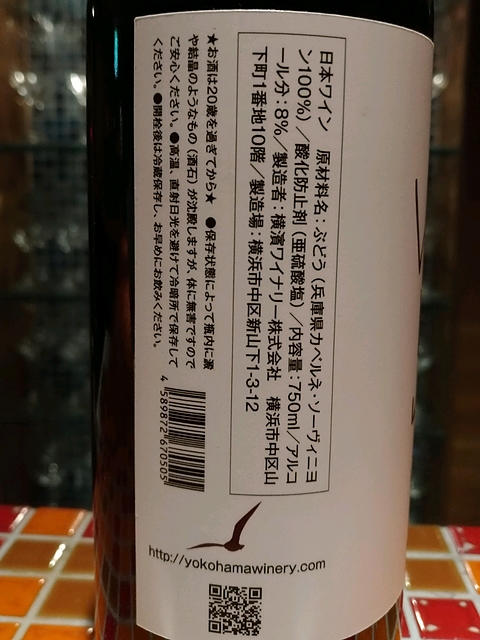 日本ワイン　原材料名:ぶどう(兵庫県カベルネ・ソーヴィニヨ
ン100%)/酸化防止剤(亜硫酸塩)/内容量:750ml/アルコ
ール分:8%/製造者:横濱ワイナリー株式会社　横浜市中区山
下町1番地10階/製造場:横浜市中区新山下1-3-12
★お酒は20歳を過ぎてから★　●保存状態によって瓶内に澱
や結晶のようなもの(酒石)が沈殿しますが、体に無害ですので
ご安心ください。●高温、直射日光を避けて冷暗所で保存して
ください。●開栓後は冷蔵保存し、お早めにお飲みください。
4 589872 670505
http://yokohamawinery.com